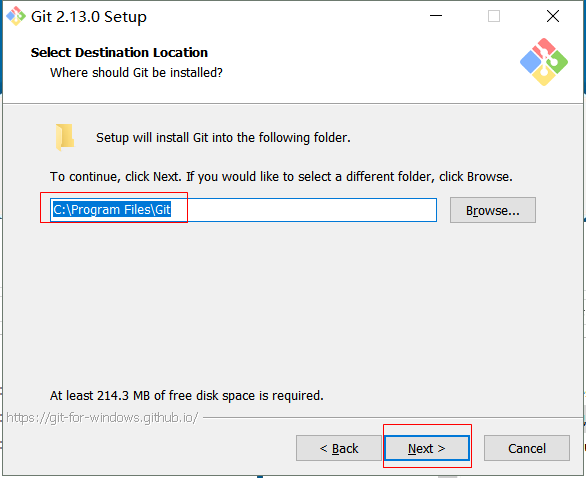 Git 2.13.0 Setup
Select Destination Location
Where should Git be installed?
Setup will install Git into the following folder.
To continue, click Next. If you would like to select a different folder, click Browse.
C:\Program Files\Git
Browse...
At least 214.3 MB of free disk space is required.
https://git-for-windows.github.io/
< Back
Next >
Cancel